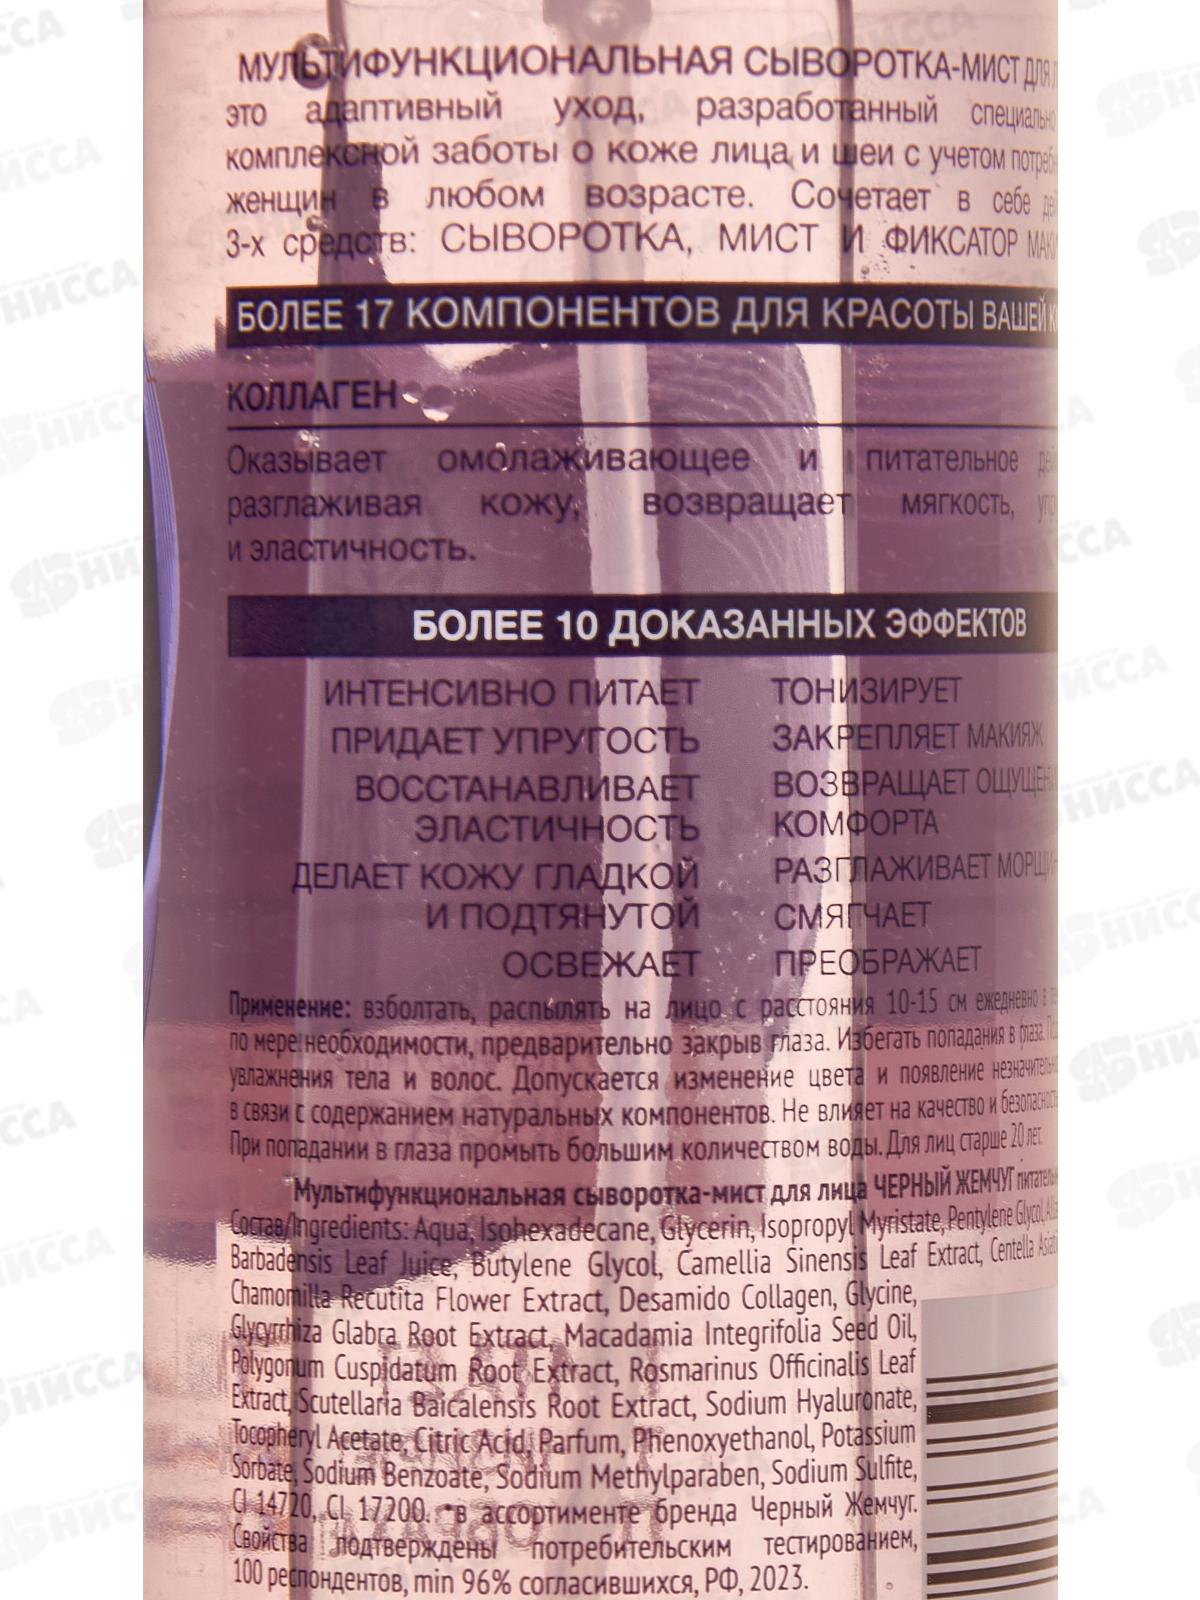 МУЛЬТИФУНКЦИОНАЛЬНАЯ СЫВОРОТКА-МИСТ ДЛЯ
это адаптивный уход, разработанный специально
комплексной заботы о коже лица и шеи с учетом
женщин в любом возрасте. Сочетает в себе
3-х средств: СЫВОРОТКА, МИСТ И ФИКСАТОР
БОЛЕЕ 17 КОМПОНЕНТОВ ДЛЯ КРАСОТЫ ВАШЕЙ
КОЛЛАГЕН
Оказывает омолаживающее и питательное
разглаживая кожу, возвращает мягкость,
и эластичность.
БОЛЕЕ 10 ДОКАЗАННЫХ ЭФФЕКТОВ
ИНТЕНСИВНО ПИТАЕТ
ПРИДАЕТ УПРУГОСТЬ
ВОССТАНАВЛИВАЕТ
ЭЛАСТИЧНОСТЬ
ДЕЛАЕТ КОЖУ ГЛАДКОЙ
И ПОДТЯНУТОЙ
ОСВЕЖАЕТ
ТОНИЗИРУЕТ
ЗАКРЕПЛЯЕТ МАКИЯЖ
ВОЗВРАЩАЕТ
КОМФОРТА
РАЗГЛАЖИВАЕТ
СМЯГЧАЕТ
ПРЕОБРАЖАЕТ
Применение: взболтать, распылять на лицо с расстояния 10-15 см ежедневно в
по мере необходимости, предварительно закрыв глаза. Избегать попадания в глаза.
увлажнения тела и волос. Допускается изменение цвета и появление
в связи с содержанием натуральных компонентов. Не влияет на качество и
При попадании в глаза промыть большим количеством воды. Для лиц старше 20 лет.
Мультифункциональная сыворотка-мист для лица ЧЕРНЫЙ ЖЕМЧУГ
Состав/Ingredients: Aqua, Isohexadecane, Glycerin, Isopropyl Myristate, Pentylene Glycol,
Barbadensis Leaf Juice, Butylene Glycol, Camellia Sinensis Leaf Extract, Centella
Chamomilla Recutita Flower Extract, Desamido Collagen, Glycine,
Glycyrrhiza Glabra Root Extract, Macadamia Integrifolia Seed Oil,
Polygonum Cuspidatum Root Extract, Rosmarinus Officinalis Leaf
Extract, Scutellaria Baicalensis Root Extract, Sodium Hyaluronate,
Tocopheryl Acetate, Citric Acid, Parfum, Phenoxyethanol, Potassium
Sorbate, Sodium Benzoate, Sodium Methylparaben, Sodium Sulfite,
CI 14720, CI 17200. *в ассортименте бренда Черный Жемчуг.
Свойства подтверждены потребительским тестированием,
100 респондентов, min 96% согласившихся, РФ, 2023.